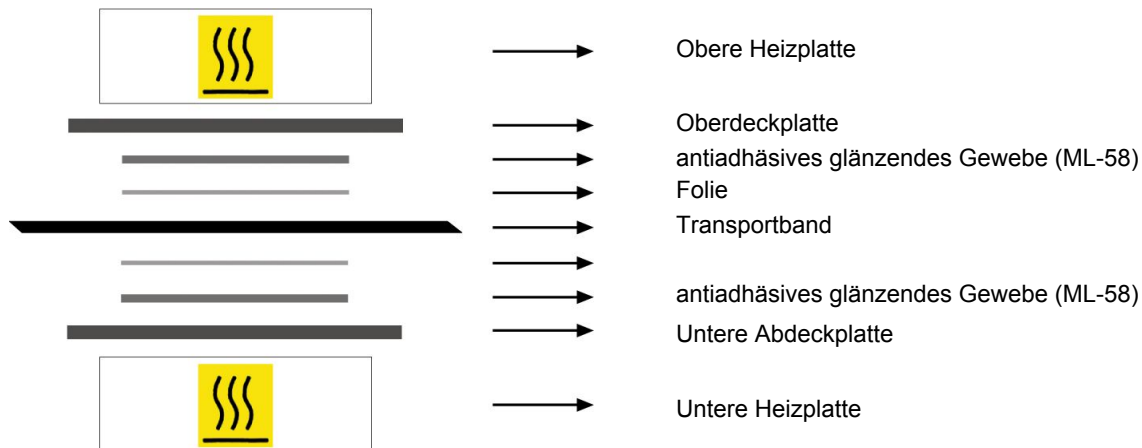 Obere Heizplatte
Oberdeckplatte
antiadhäsives glänzendes Gewebe (ML-58)
Folie
Transportband
antiadhäsives glänzendes Gewebe (ML-58)
Untere Abdeckplatte
Untere Heizplatte